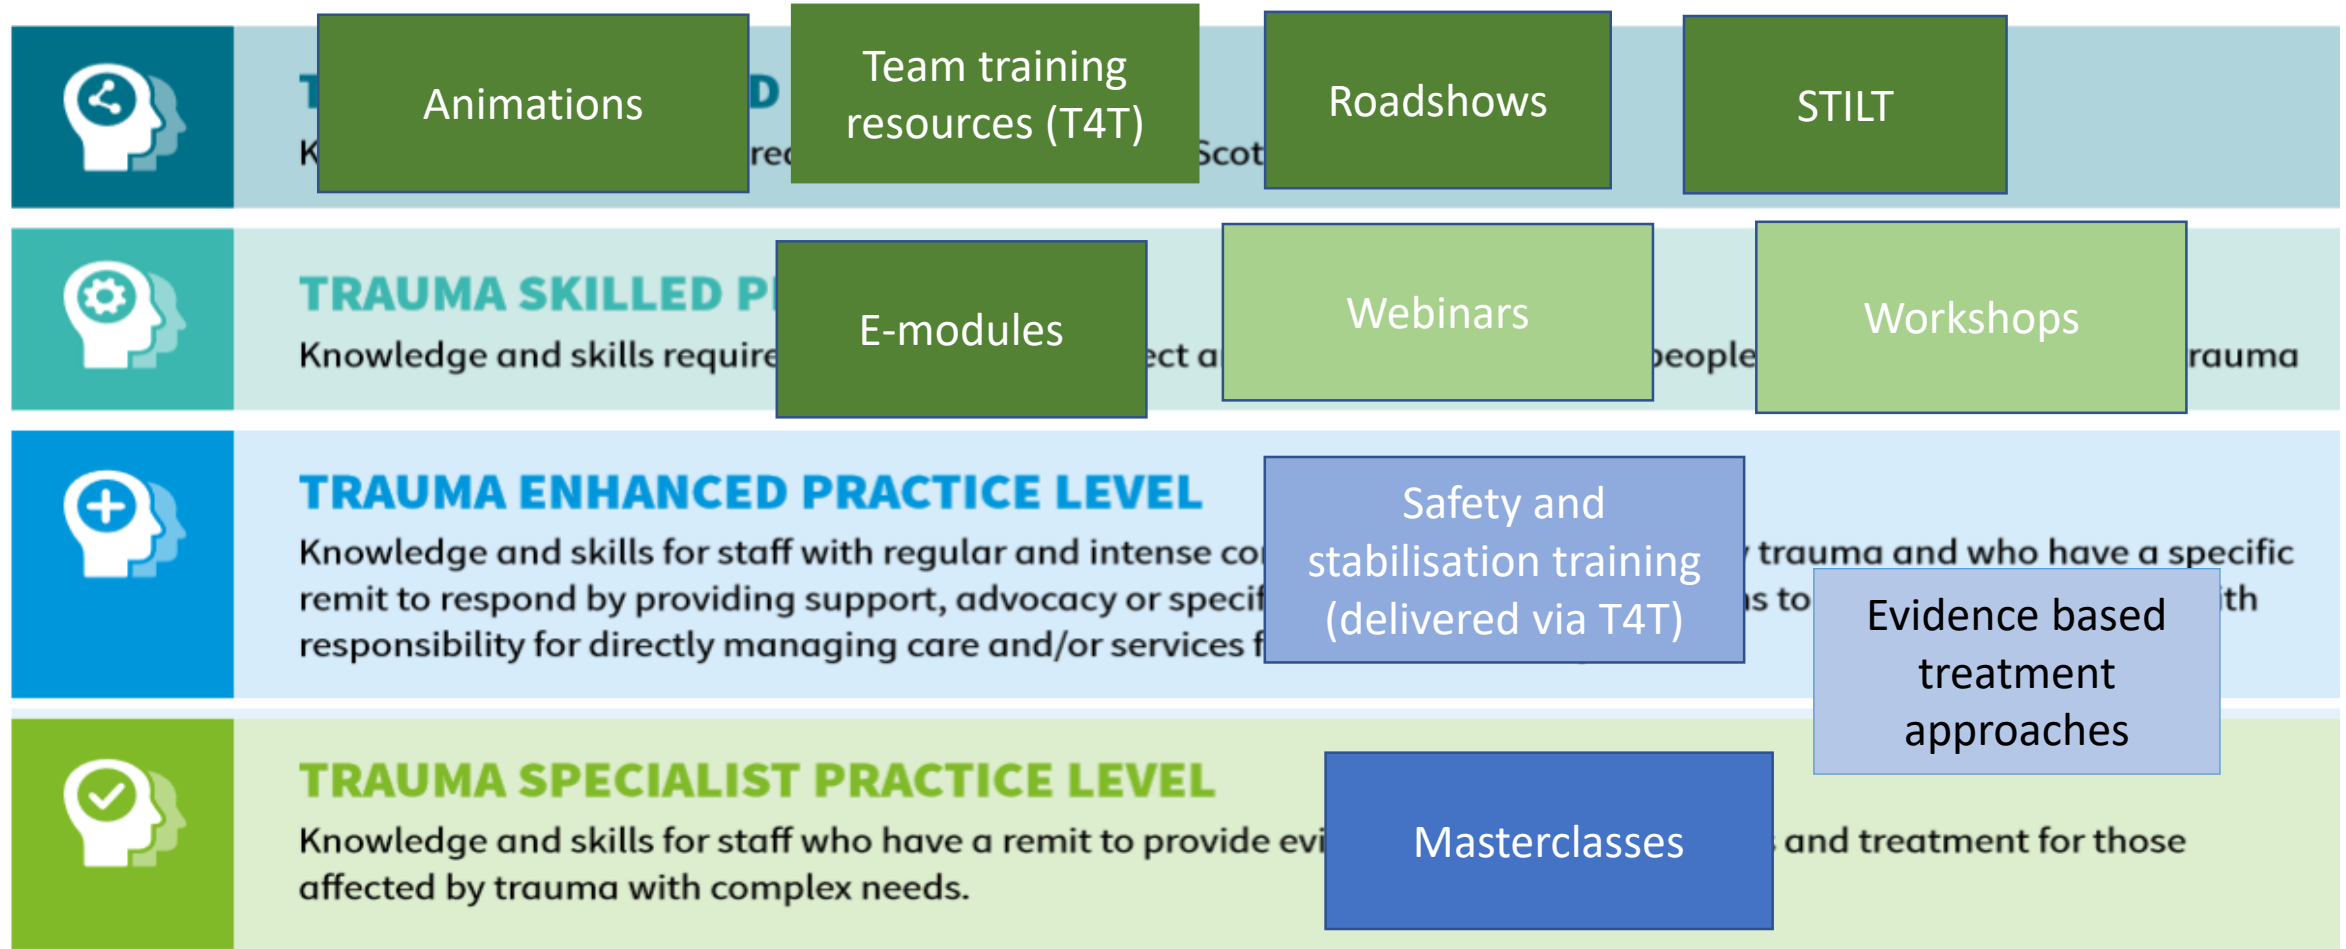 Animations
Team training
resources (T4T)
Roadshows
STILT
T D
K rec Scot
TRAUMA SKILLED P
Knowledge and skills require ect a people rauma
E-modules
Webinars
Workshops
TRAUMA ENHANCED PRACTICE LEVEL
Knowledge and skills for staff with regular and intense co trauma and who have a specific
remit to respond by providing support, advocacy or specif s to ith
responsibility for directly managing care and/or services f
Safety and
stabilisation training
(delivered via T4T)
Evidence based
treatment
approaches
TRAUMA SPECIALIST PRACTICE LEVEL
Knowledge and skills for staff who have a remit to provide evi and treatment for those
affected by trauma with complex needs.
Masterclasses